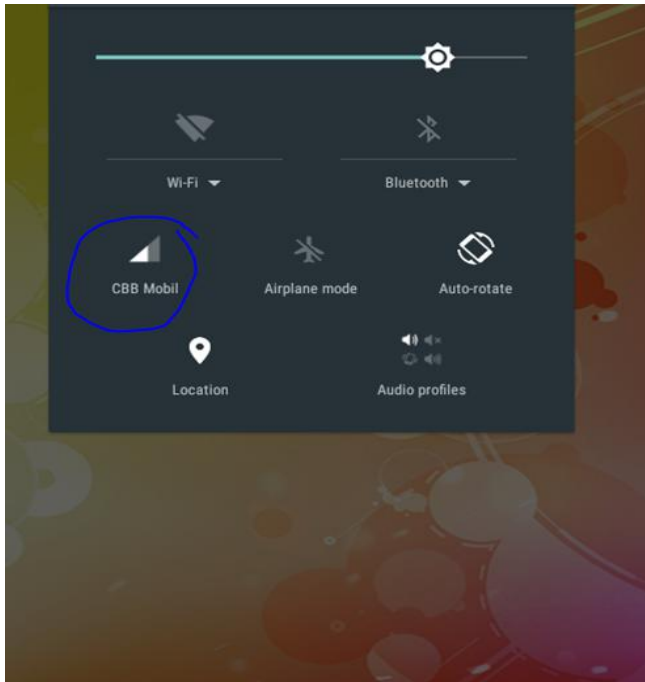 Wi-Fi
Bluetooth
CBB Mobil
Airplane mode
Auto-rotate
Location
Audio profiles